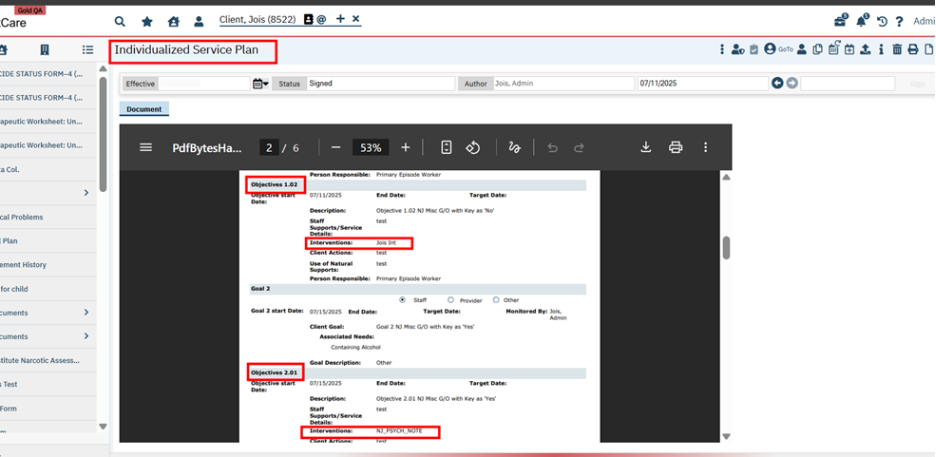 Gold QA
tCare
Client, Jois (8522)
@
+
×
?
Admi
Individualized Service Plan
GoTo
CIDE STATUS FORM–4 (...
CIDE STATUS FORM–4 (...
rapeutic Worksheet: Un...
rapeutic Worksheet: Un...
a Col.
cal Problems
l Plan
ement History
for child
cuments
cuments
stitute Narcotic Assess...
s Test
Form
Effective
Status
Signed
Author
Jois, Admin
07/11/2025
Sign
Document
PdfBytesHa...
2 / 6
− 53% +
Person Responsible: Primary Episode Worker
Objectives 1.02
Objective start Date: 07/11/2025 End Date: Target Date:
Description: Objective 1.02 NJ Misc G/O with Key as 'No'
Staff Supports/Service Details: test
Interventions: Jois Int
Client Actions: test
Use of Natural Supports: test
Person Responsible: Primary Episode Worker
Goal 2
Staff Provider Other
Goal 2 start Date: 07/15/2025 End Date: Target Date: Monitored By: Jois, Admin
Client Goal: Goal 2 NJ Misc G/O with Key as 'Yes'
Associated Needs:
Containing Alcohol
Goal Description: Other
Objectives 2.01
Objective start Date: 07/15/2025 End Date: Target Date:
Description: Objective 2.01 NJ Misc G/O with Key as 'Yes'
Staff Supports/Service Details: test
Interventions: NJ_PSYCH_NOTE
Client Actions: test